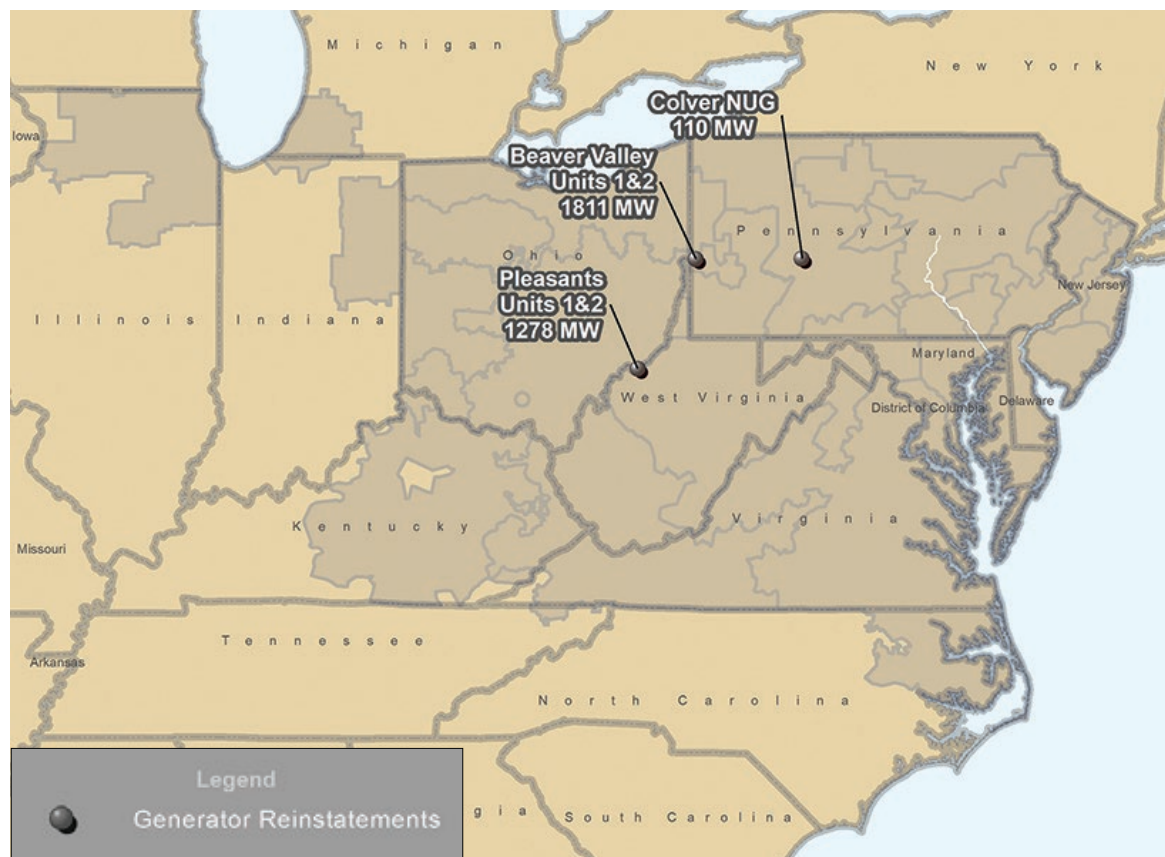 Michigan
New York
Colver NUG
110 MW
Iowa
Beaver Valley
Units 1&2
1811 MW
Pennsylvania
Ohio
Pleasants
Units 1&2
1278 MW
New Jersey
Illinois
Indiana
Maryland
West Virginia
District of Columbia
Delaware
Kentucky
Virginia
Missouri
Tennessee
Arkansas
North Carolina
Legend
Generator Reinstatements
gia
South Carolina